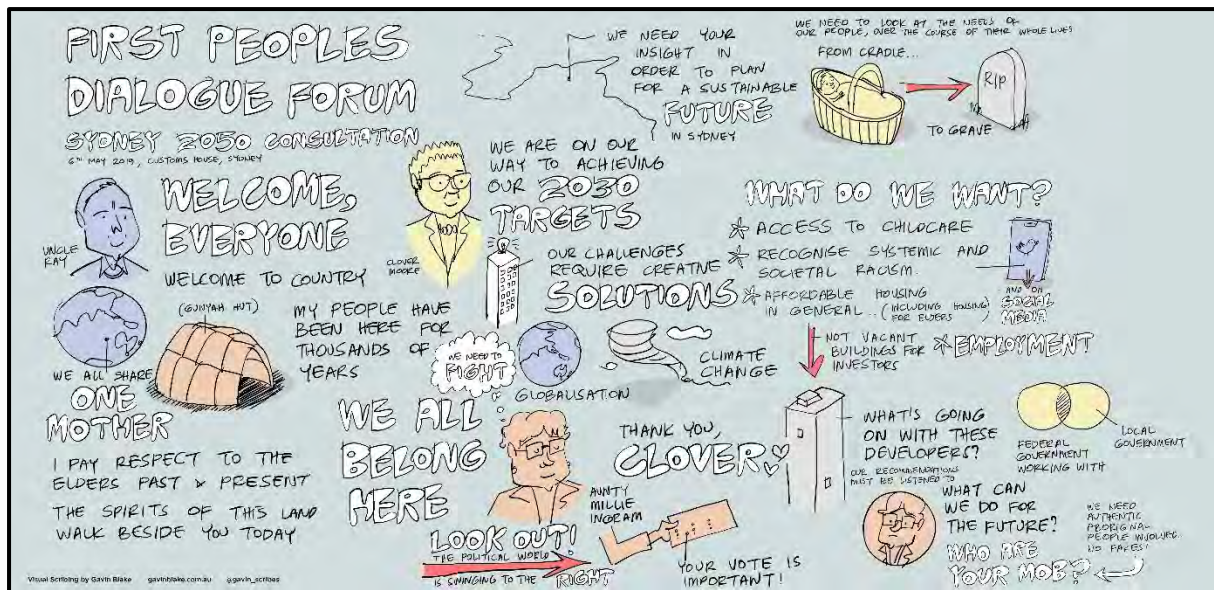 FIRST PEOPLES
DIALOGUE FORUM
SYDNEY 2050 CONSULTATION
6TH MAY 2019, CUSTOMS HOUSE, SYDNEY
UNCLE
RAY
WELCOME,
EVERYONE
WELCOME TO COUNTRY
(GUNYAH HUT)
MY PEOPLE HAVE
BEEN HERE FOR
THOUSANDS OF
YEARS
WE ALL SHARE
ONE
MOTHER
I PAY RESPECT TO THE
ELDERS PAST & PRESENT
THE SPIRITS OF THIS LAND
WALK BESIDE YOU TODAY
WE NEED YOUR
INSIGHT IN
ORDER TO PLAN
FOR A SUSTAINABLE
FUTURE
IN SYDNEY
CLOVER
MOORE
WE ARE ON OUR
WAY TO ACHIEVING
OUR 2030
TARGETS
OUR CHALLENGES
REQUIRE CREATIVE
SOLUTIONS
WE NEED TO
FIGHT
GLOBALISATION
CLIMATE
CHANGE
WE ALL
BELONG
HERE
AUNTY
MILLIE
INGRAM
THANK YOU,
CLOVER
LOOK OUT!
THE POLITICAL WORLD
IS SWINGING TO THE RIGHT
YOUR VOTE IS
IMPORTANT!
WE NEED TO LOOK AT THE NEEDS OF
OUR PEOPLE, OVER THE COURSE OF THEIR WHOLE LIVES
FROM CRADLE...
RIP
TO GRAVE
WHAT DO WE WANT?
* ACCESS TO CHILDCARE
* RECOGNISE SYSTEMIC AND
SOCIETAL RACISM
AND ON
SOCIAL
MEDIA
* AFFORDABLE HOUSING
IN GENERAL... (INCLUDING HOUSING
FOR ELDERS)
NOT VACANT
BUILDINGS FOR
INVESTORS
* EMPLOYMENT
WHAT'S GOING
ON WITH THESE
DEVELOPERS?
FEDERAL
GOVERNMENT
WORKING WITH
LOCAL
GOVERNMENT
OUR RECOMMENDATIONS
MUST BE LISTENED TO
WHAT CAN
WE DO FOR
THE FUTURE?
WHO ARE
YOUR MOB?
WE NEED
AUTHENTIC
ABORIGINAL
PEOPLE INVOLVED
NO FAKES!
Visual Scribing by Gavin Blake gavinblake.com.au @gavin_scribes